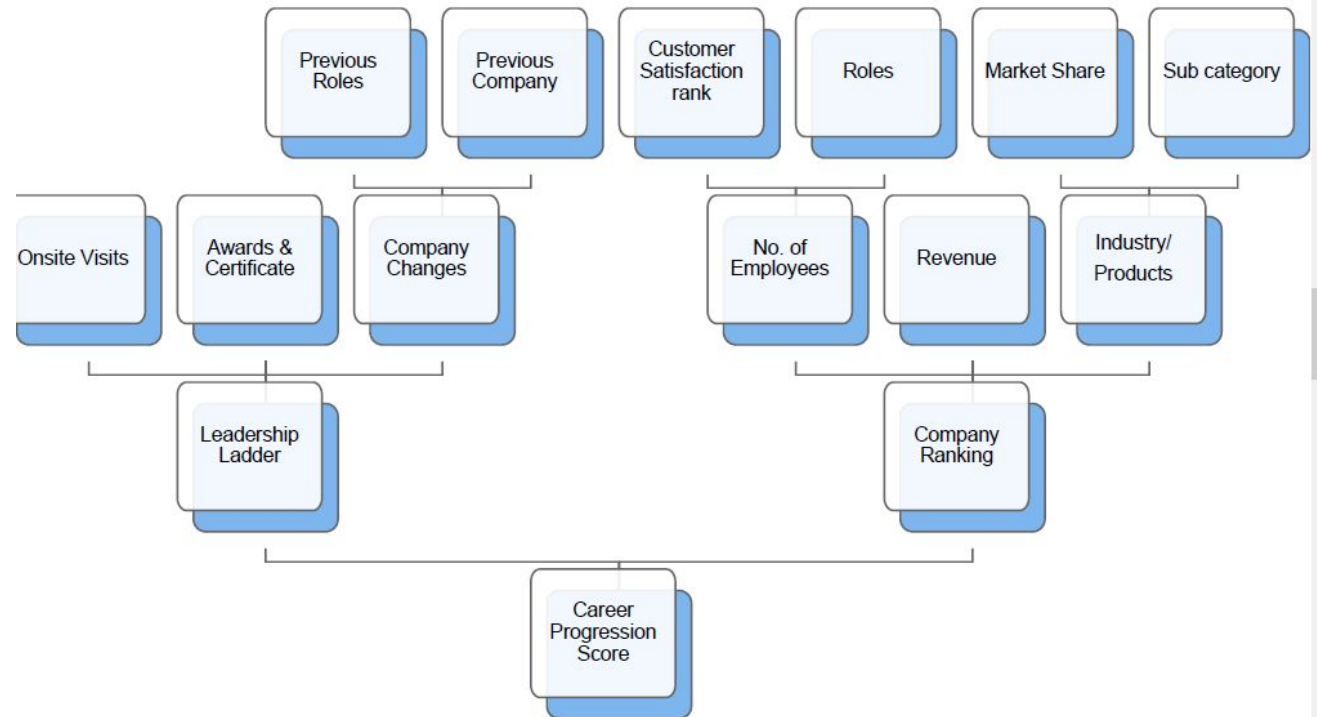 Previous
Roles
Previous
Company
Customer
Satisfaction
rank
Roles
Market Share
Sub category
Onsite Visits
Awards &
Certificate
Company
Changes
No. of
Employees
Revenue
Industry/
Products
Leadership
Ladder
Company
Ranking
Career
Progression
Score